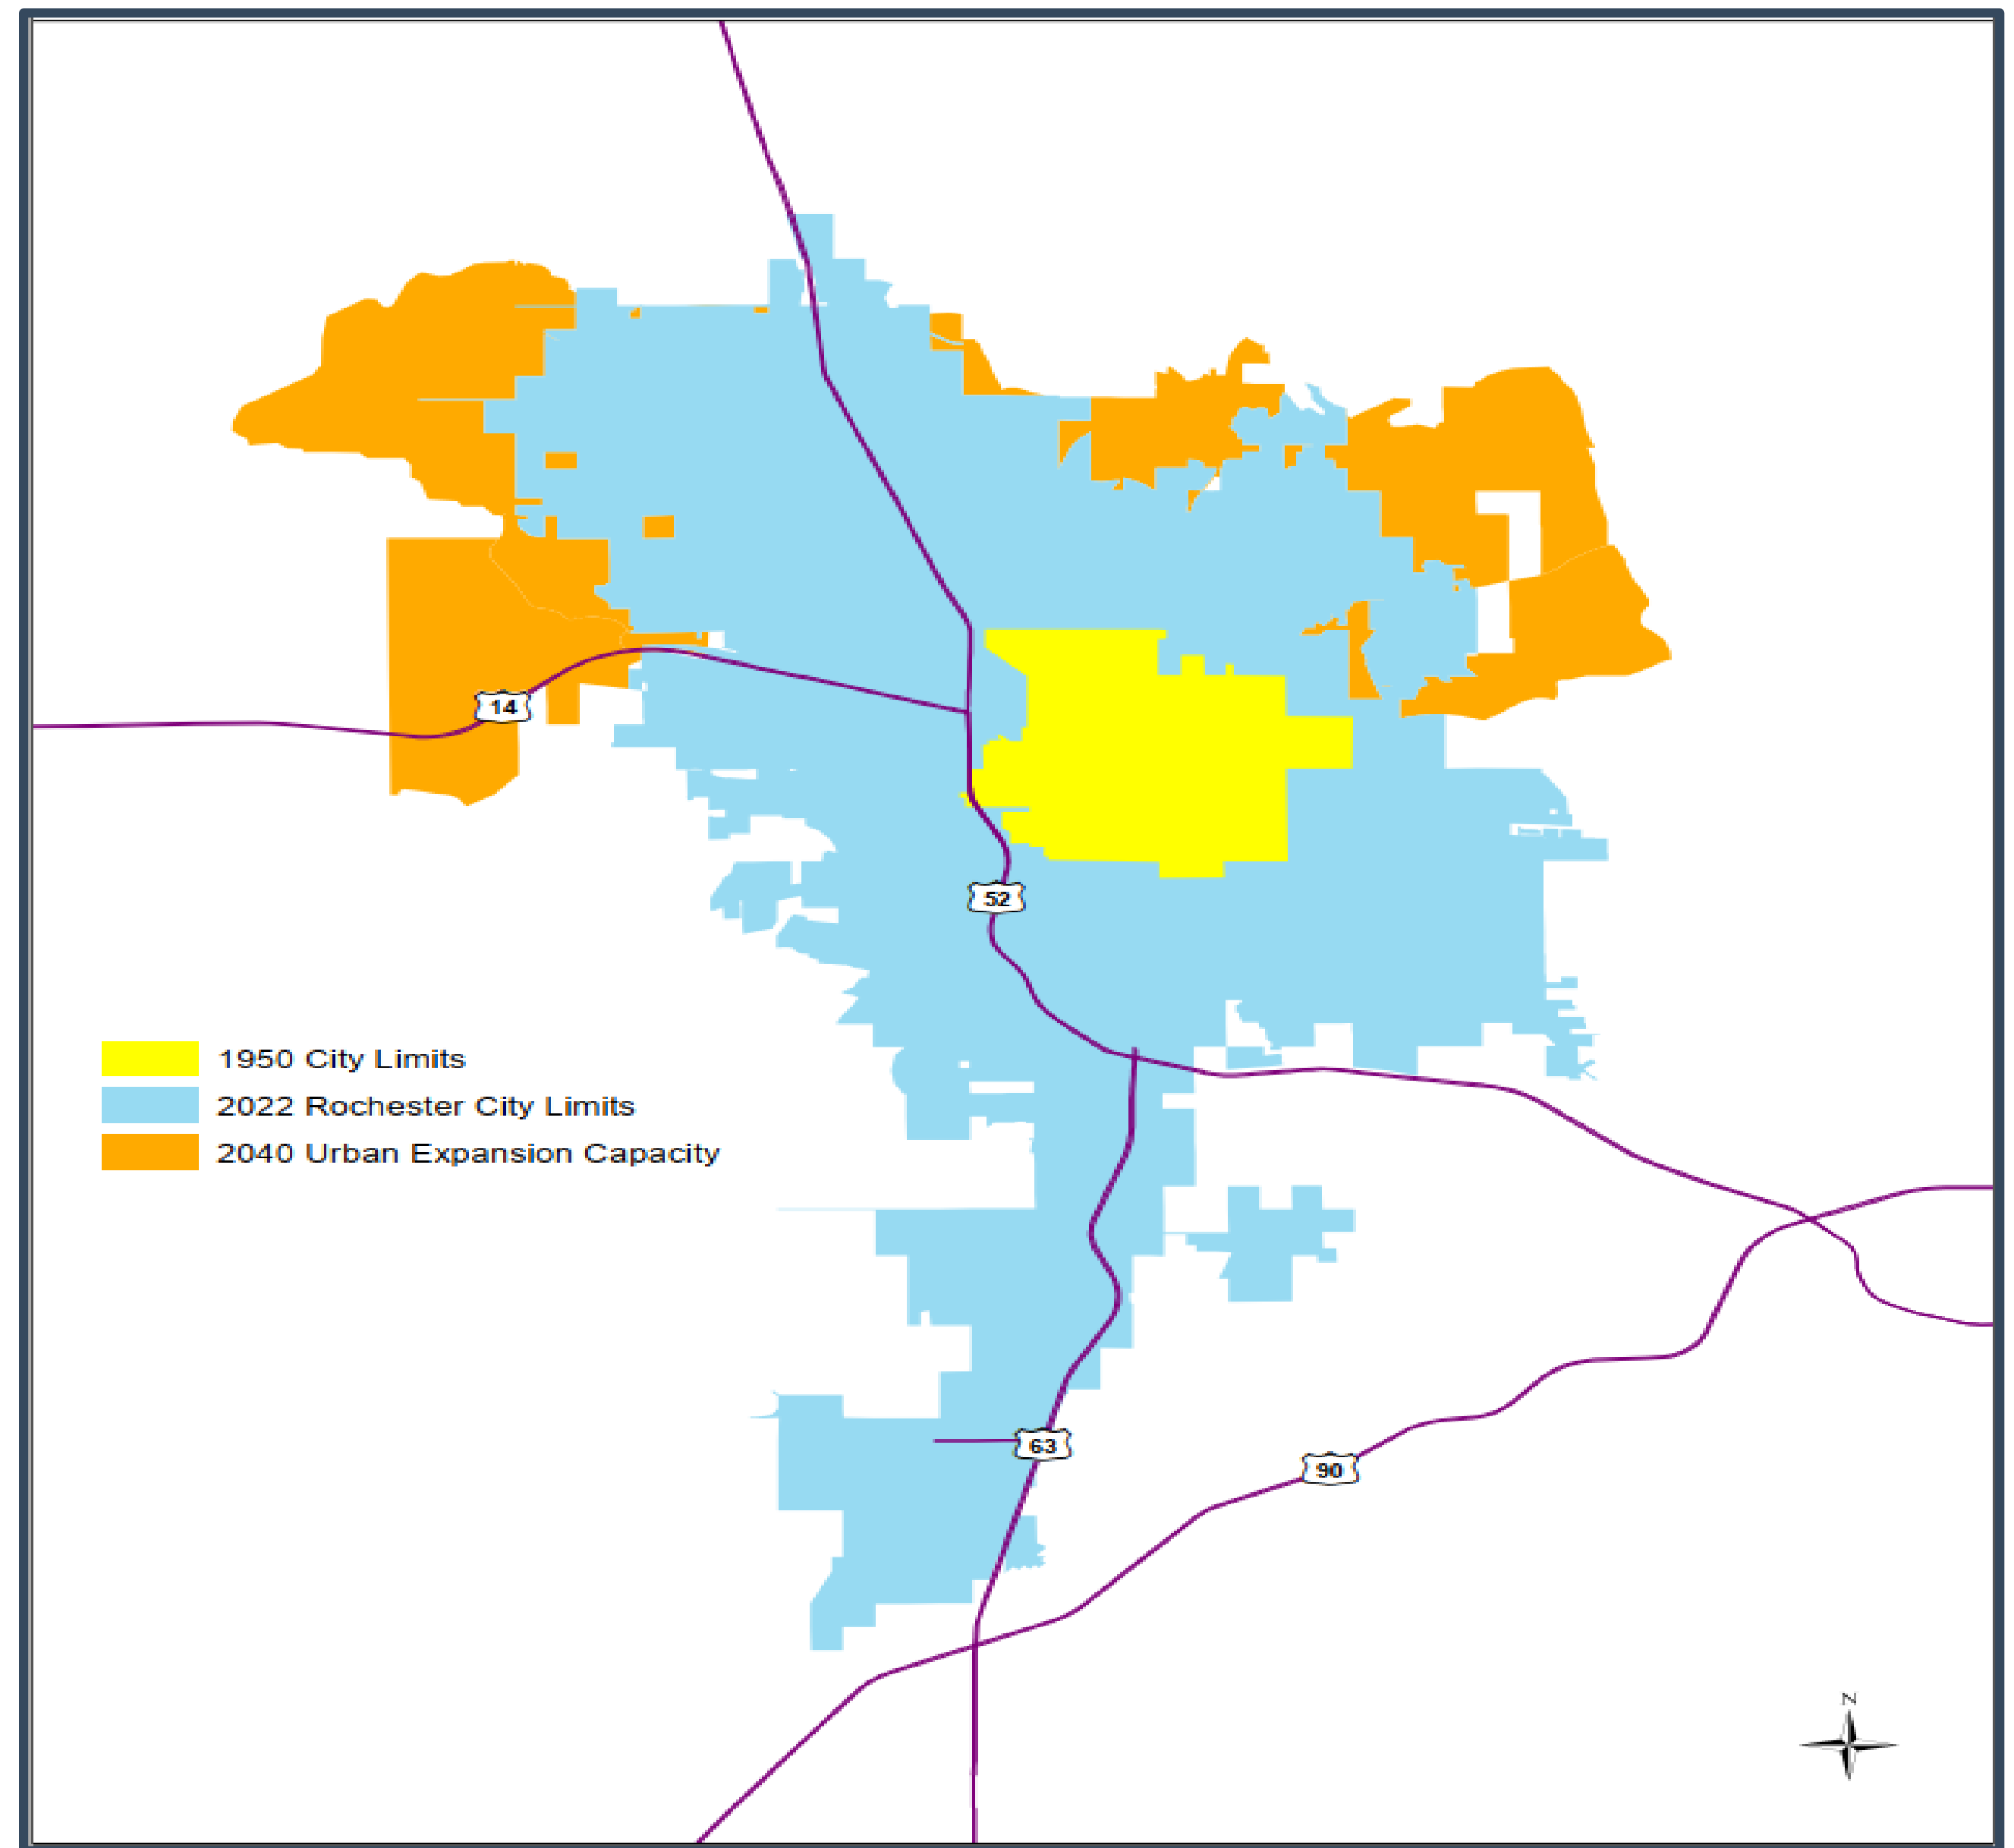 14
52
1950 City Limits
2022 Rochester City Limits
2040 Urban Expansion Capacity
63
90
N